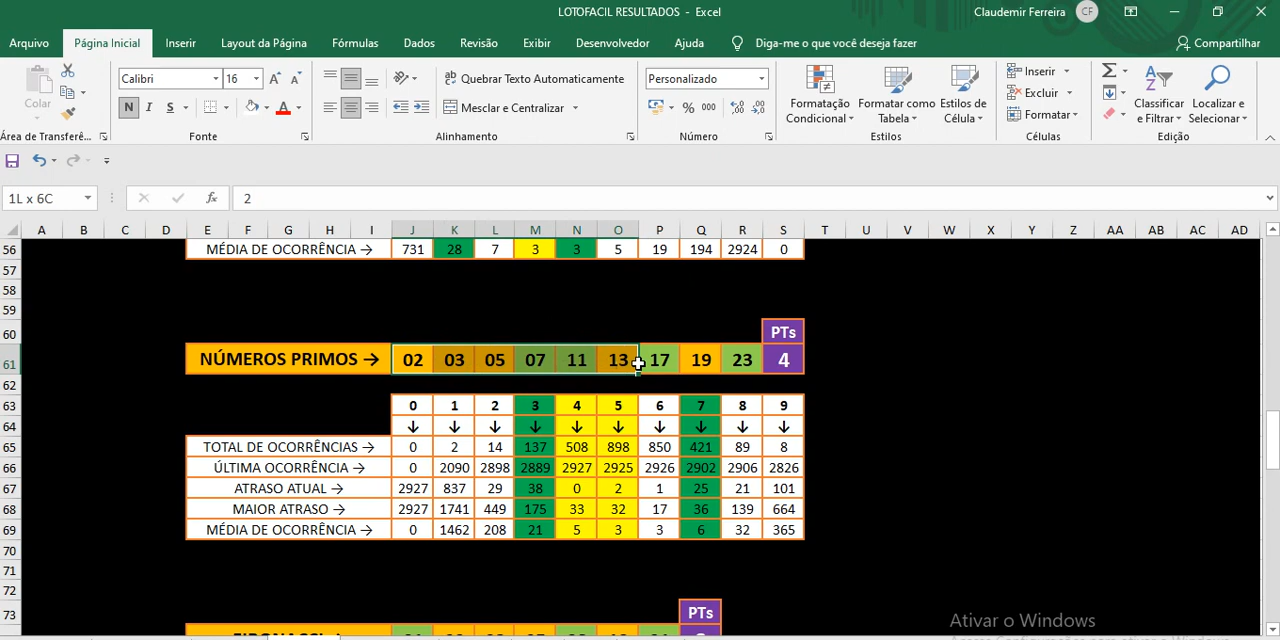 LOTOFACIL RESULTADOS - Excel
Claudemir Ferreira CF
Arquivo Página Inicial Inserir Layout da Página Fórmulas Dados Revisão Exibir Desenvolvedor Ajuda Diga-me o que você deseja fazer Compartilhar
Calibri 16 Quebrar Texto Automaticamente Personalizado Inserir
Colar N I S Mesclar e Centralizar % 000 Formatação Condicional Formatar como Tabela Estilos de Célula Excluir Classificar e Filtrar Localizar e Selecionar
Formatar
Área de Transferê... Fonte Alinhamento Número Estilos Células Edição
1L x 6C fx 2
A B C D E F G H I J K L M N O P Q R S T U V W X Y Z AA AB AC AD
56 MÉDIA DE OCORRÊNCIA → 731 28 7 3 3 5 19 194 2924 0
57
58
59
60 PTs
61 NÚMEROS PRIMOS → 02 03 05 07 11 13 17 19 23 4
62
63 0 1 2 3 4 5 6 7 8 9
64 ↓ ↓ ↓ ↓ ↓ ↓ ↓ ↓ ↓ ↓
65 TOTAL DE OCORRÊNCIAS → 0 2 14 137 508 898 850 421 89 8
66 ÚLTIMA OCORRÊNCIA → 0 2090 2898 2889 2927 2925 2926 2902 2906 2826
67 ATRASO ATUAL → 2927 837 29 38 0 2 1 25 21 101
68 MAIOR ATRASO → 2927 1741 449 175 33 32 17 36 139 664
69 MÉDIA DE OCORRÊNCIA → 0 1462 208 21 5 3 3 6 32 365
70
71
72
73 PTs
Ativar o Windows